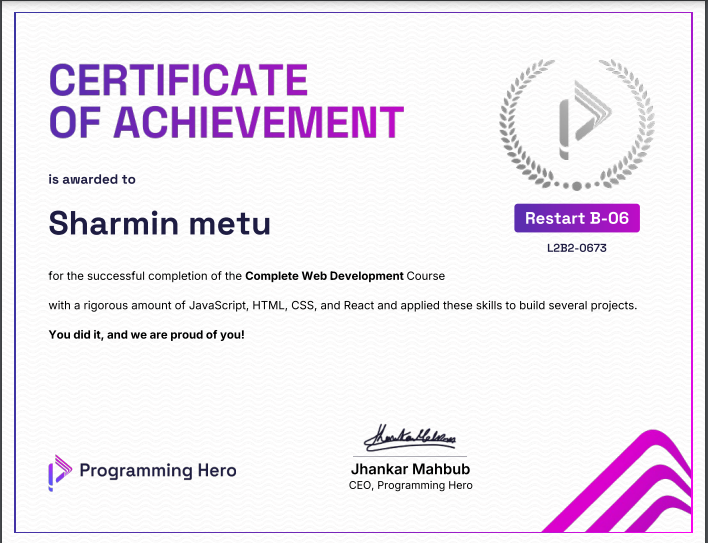 CERTIFICATE
OF ACHIEVEMENT
is awarded to
Sharmin metu
Restart B-06
L2B2-0673
for the successful completion of the Complete Web Development Course
with a rigorous amount of JavaScript, HTML, CSS, and React and applied these skills to build several projects.
You did it, and we are proud of you!
Programming Hero
Jhankar Mahbub
CEO, Programming Hero